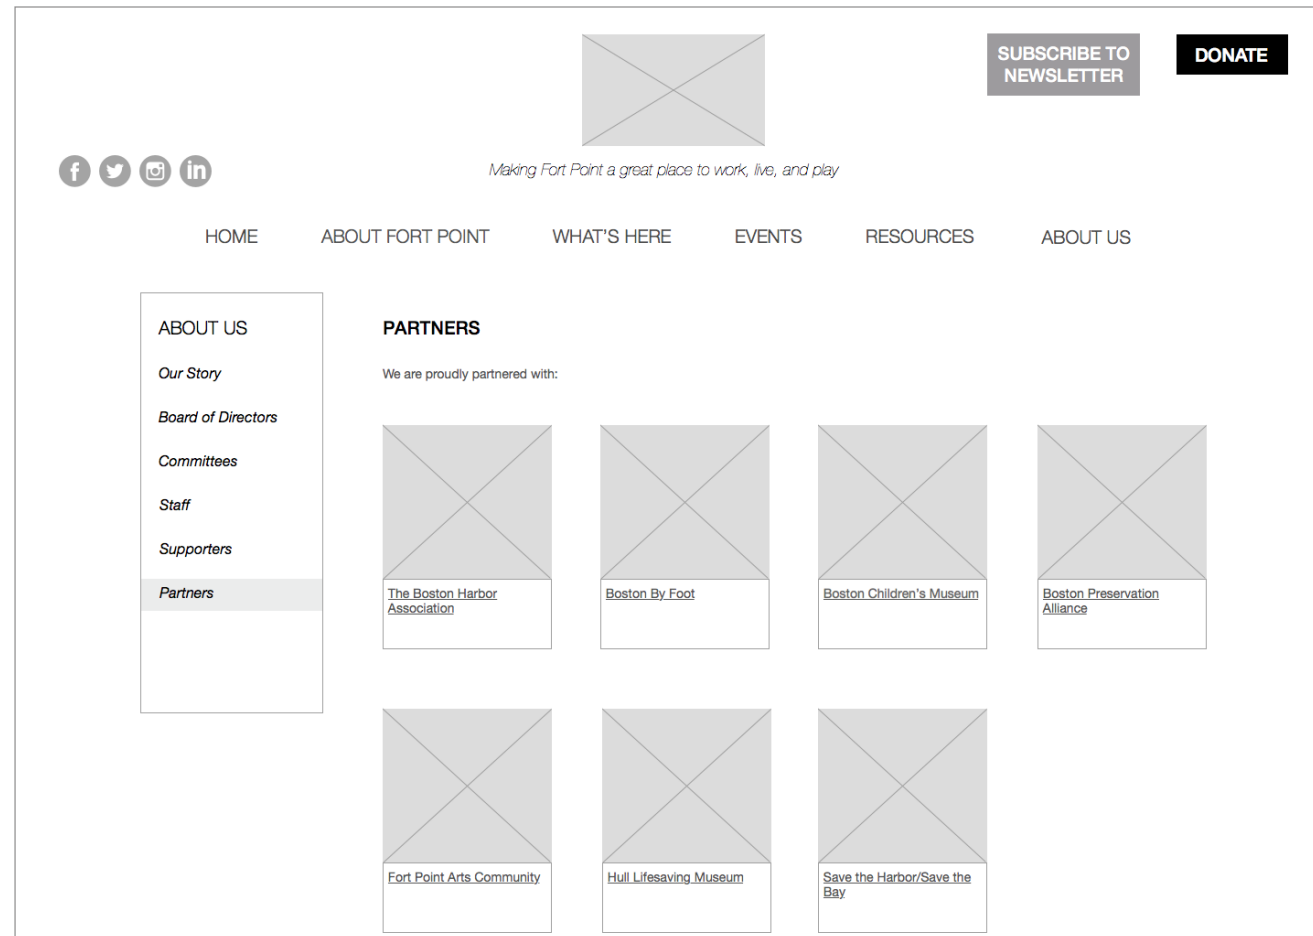 SUBSCRIBE TO
NEWSLETTER
DONATE
Making Fort Point a great place to work, live, and play
HOME
ABOUT FORT POINT
WHAT'S HERE
EVENTS
RESOURCES
ABOUT US
ABOUT US
Our Story
Board of Directors
Committees
Staff
Supporters
Partners
PARTNERS
We are proudly partnered with:
The Boston Harbor
Association
Boston By Foot
Boston Children's Museum
Boston Preservation
Alliance
Fort Point Arts Community
Hull Lifesaving Museum
Save the Harbor/Save the
Bay